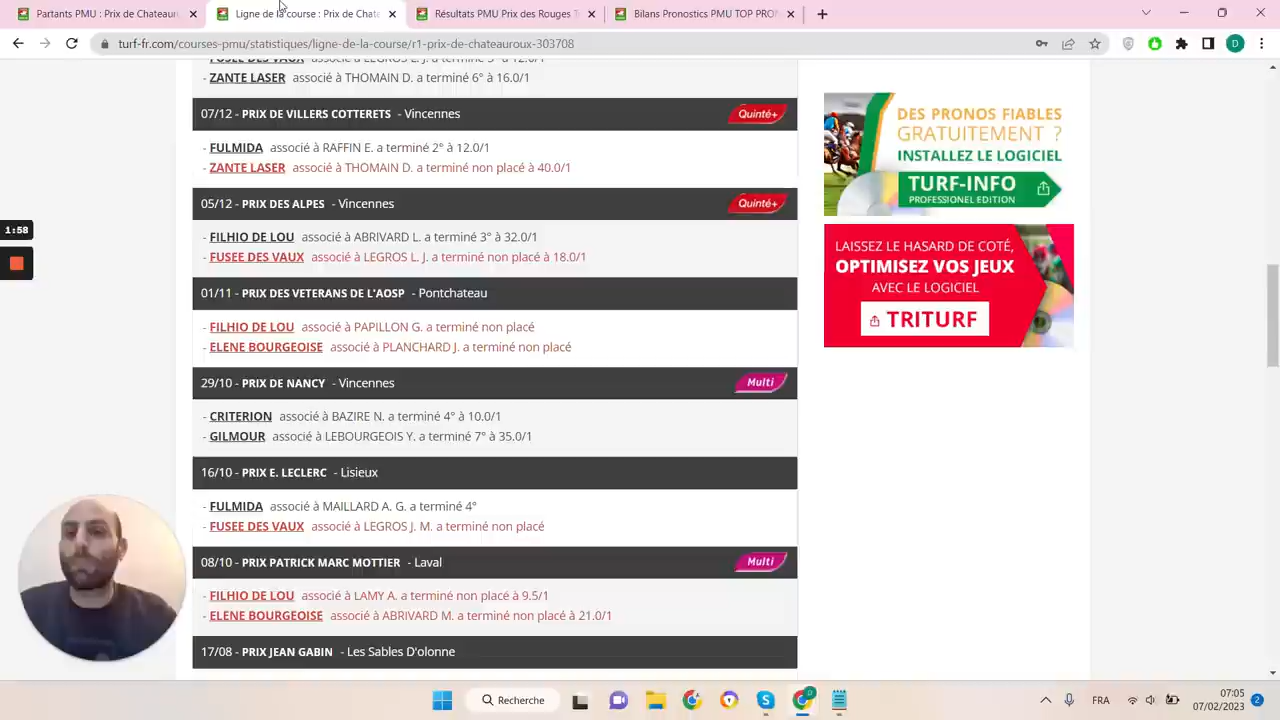 Partants PMU : Prix de Chateau
Ligne de la course : Prix de Chate
Résultats PMU Prix des Rouges T
Bilans Pronostics PMU TOP PRON
turf-fr.com/courses-pmu/statistiques/ligne-de-la-course/r1-prix-de-chateauroux-303708
D
- ZANTE LASER associé à THOMAIN D. a terminé 6° à 16.0/1
07/12 - PRIX DE VILLERS COTTERETS - Vincennes
Quinté+
- FULMIDA associé à RAFFIN E. a terminé 2° à 12.0/1
- ZANTE LASER associé à THOMAIN D. a terminé non placé à 40.0/1
05/12 - PRIX DES ALPES - Vincennes
Quinté+
- FILHIO DE LOU associé à ABRIVARD L. a terminé 3° à 32.0/1
- FUSEE DES VAUX associé à LEGROS L. J. a terminé non placé à 18.0/1
01/11 - PRIX DES VETERANS DE L'AOSP - Pontchateau
- FILHIO DE LOU associé à PAPILLON G. a terminé non placé
- ELENE BOURGEOISE associé à PLANCHARD J. a terminé non placé
29/10 - PRIX DE NANCY - Vincennes
Multi
- CRITERION associé à BAZIRE N. a terminé 4° à 10.0/1
- GILMOUR associé à LEBOURGEOIS Y. a terminé 7° à 35.0/1
16/10 - PRIX E. LECLERC - Lisieux
- FULMIDA associé à MAILLARD A. G. a terminé 4°
- FUSEE DES VAUX associé à LEGROS J. M. a terminé non placé
08/10 - PRIX PATRICK MARC MOTTIER - Laval
Multi
- FILHIO DE LOU associé à LAMY A. a terminé non placé à 9.5/1
- ELENE BOURGEOISE associé à ABRIVARD M. a terminé non placé à 21.0/1
17/08 - PRIX JEAN GABIN - Les Sables D'olonne
DES PRONOS FIABLES
GRATUITEMENT ?
INSTALLEZ LE LOGICIEL
TURF-INFO
PROFESSIONEL EDITION
LAISSEZ LE HASARD DE COTÉ,
OPTIMISEZ VOS JEUX
AVEC LE LOGICIEL
TRITURF
1:58
Recherche
FRA
07:05
07/02/2023
2